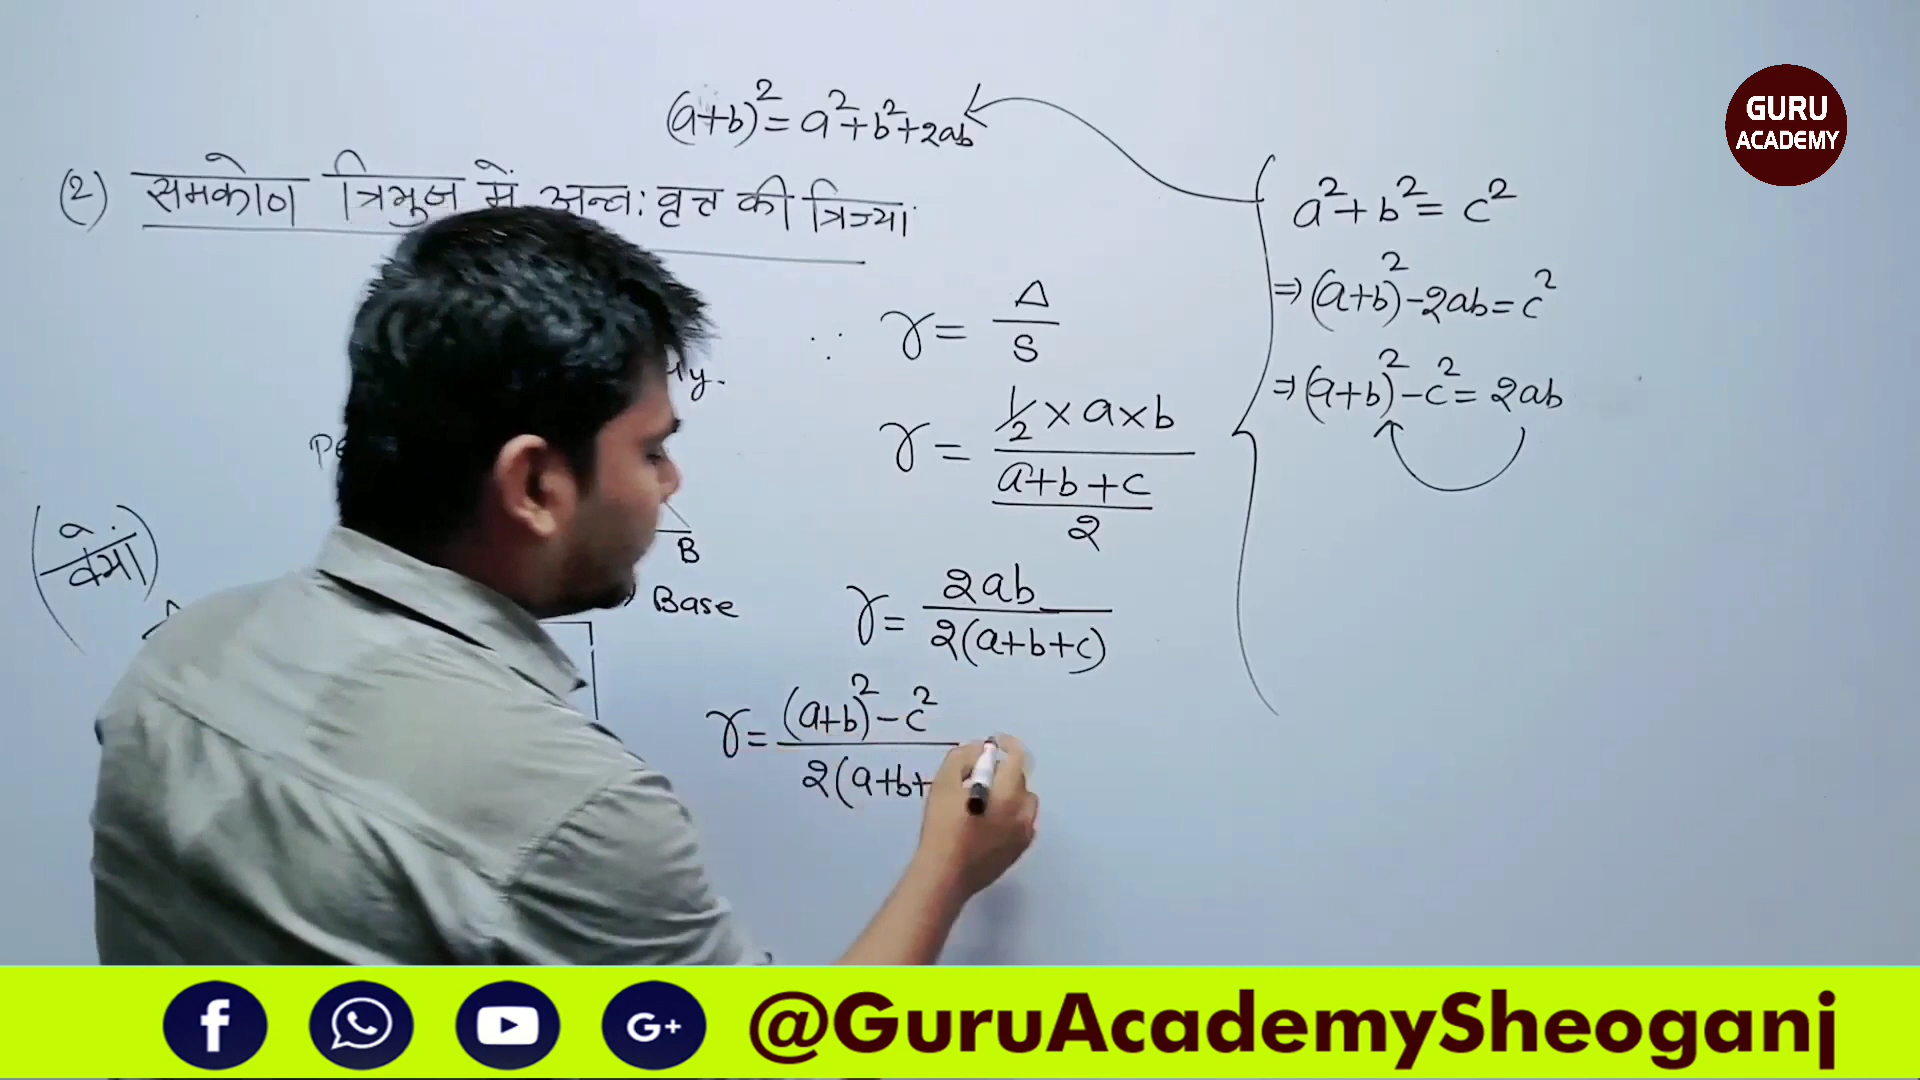 (a+b)²= a²+b²+2ab
(2) समकोण त्रिभुज में अन्तः वृत्त की त्रिज्या
GURU
ACADEMY
a²+b²= c²
⇒(a+b)²-2ab=c²
⇒(a+b)²-c²= 2ab
∵ r= Δ/S
r= (1/2 × a × b)/((a+b+c)/2)
B
Base
(क्यों)
r= 2ab/2(a+b+c)
r= (a+b)²-c²/2(a+b+
@GuruAcademySheoganj